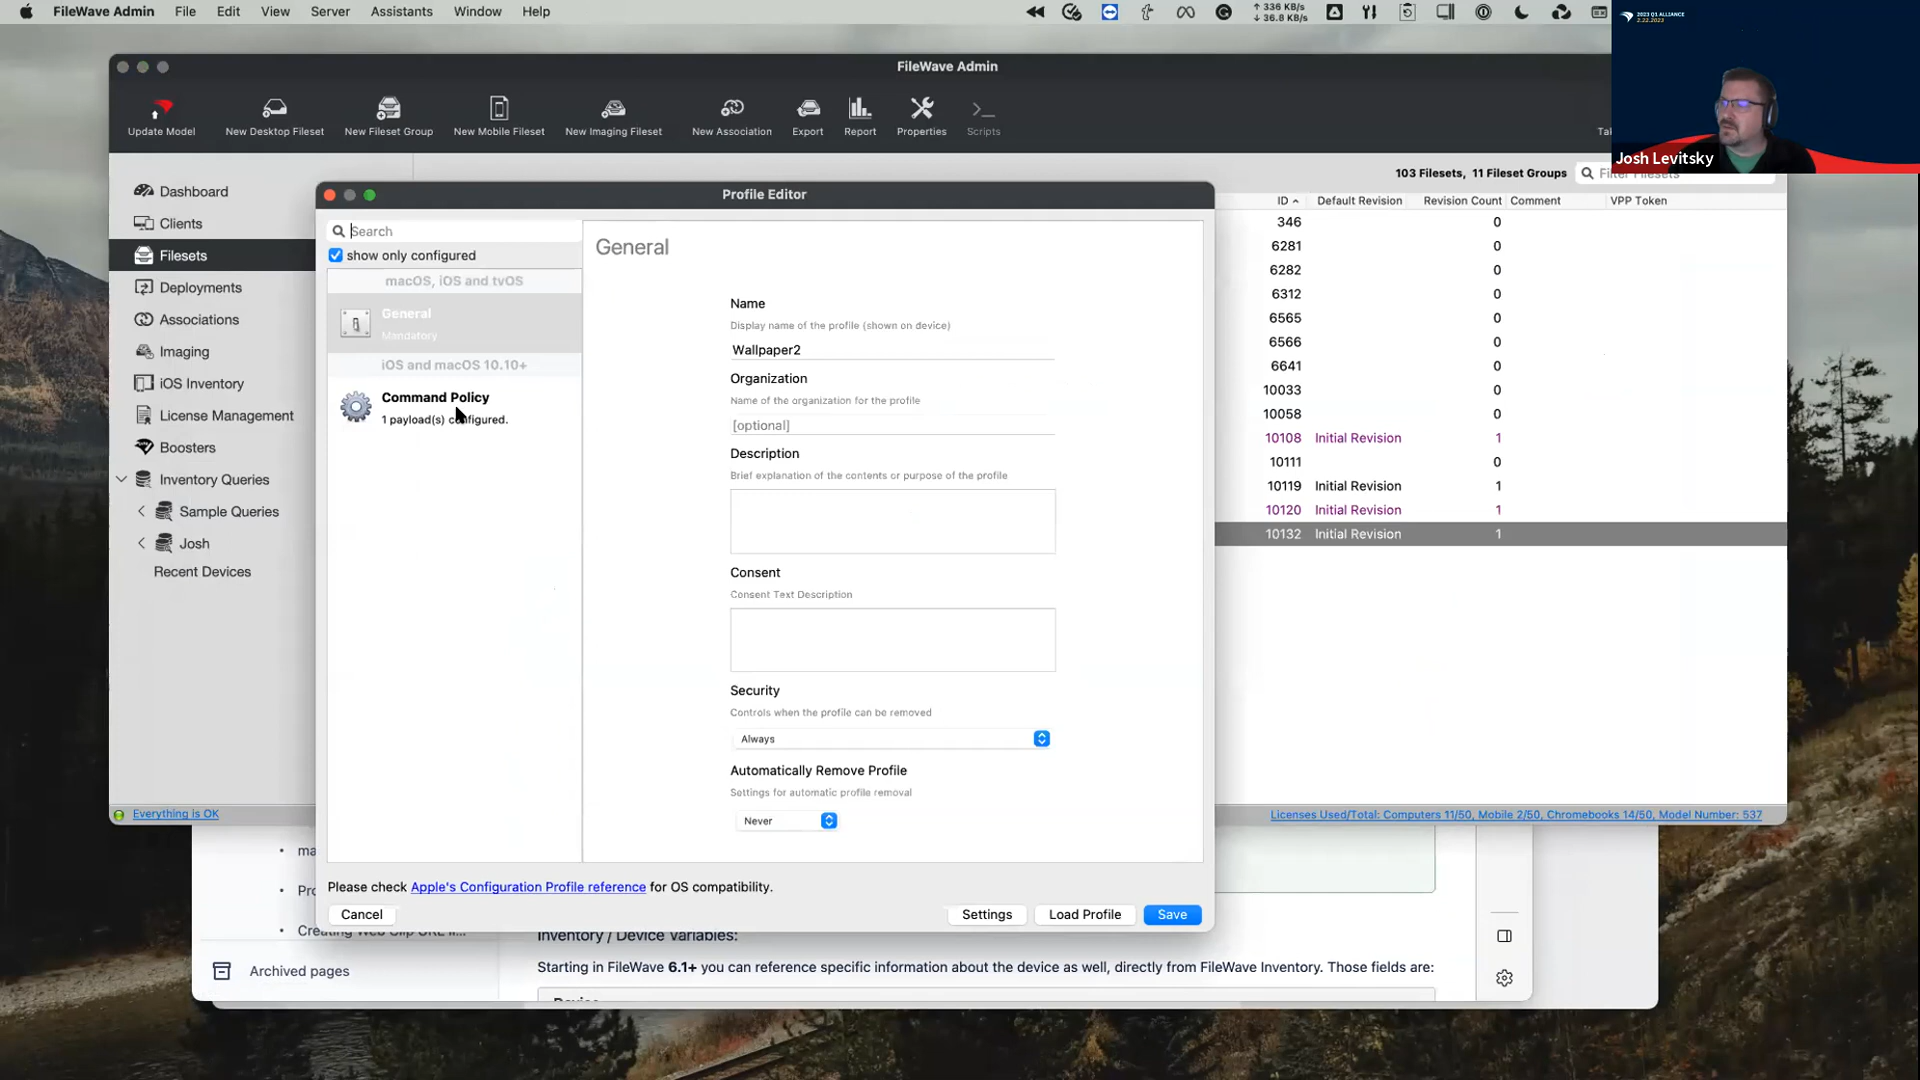 FileWave Admin File Edit View Server Assistants Window Help
↑ 336 KB/s
↓ 36.8 KB/s
2023 Q1 ALLIANCE
2.22.2023
FileWave Admin
Update Model New Desktop Fileset New Fileset Group New Mobile Fileset New Imaging Fileset New Association Export Report Properties Scripts
Josh Levitsky
103 Filesets, 11 Fileset Groups Filter Filesets
Dashboard
Clients
Filesets
Deployments
Associations
Imaging
iOS Inventory
License Management
Boosters
Inventory Queries
Sample Queries
Josh
Recent Devices
Everything is OK
Profile Editor
Search
show only configured
macOS, iOS and tvOS
General
Mandatory
iOS and macOS 10.10+
Command Policy
1 payload(s) configured.
General
Name
Display name of the profile (shown on device)
Wallpaper2
Organization
Name of the organization for the profile
[optional]
Description
Brief explanation of the contents or purpose of the profile
Consent
Consent Text Description
Security
Controls when the profile can be removed
Always
Automatically Remove Profile
Settings for automatic profile removal
Never
Please check Apple's Configuration Profile reference for OS compatibility.
Cancel Settings Load Profile Save
ID Default Revision Revision Count Comment VPP Token
346 0
6281 0
6282 0
6312 0
6565 0
6566 0
6641 0
10033 0
10058 0
10108 Initial Revision 1
10111 0
10119 Initial Revision 1
10120 Initial Revision 1
10132 Initial Revision 1
Licenses Used/Total: Computers 11/50, Mobile 2/50, Chromebooks 14/50, Model Number: 537
Archived pages
Inventory / Device Variables:
Starting in FileWave 6.1+ you can reference specific information about the device as well, directly from FileWave Inventory. Those fields are: